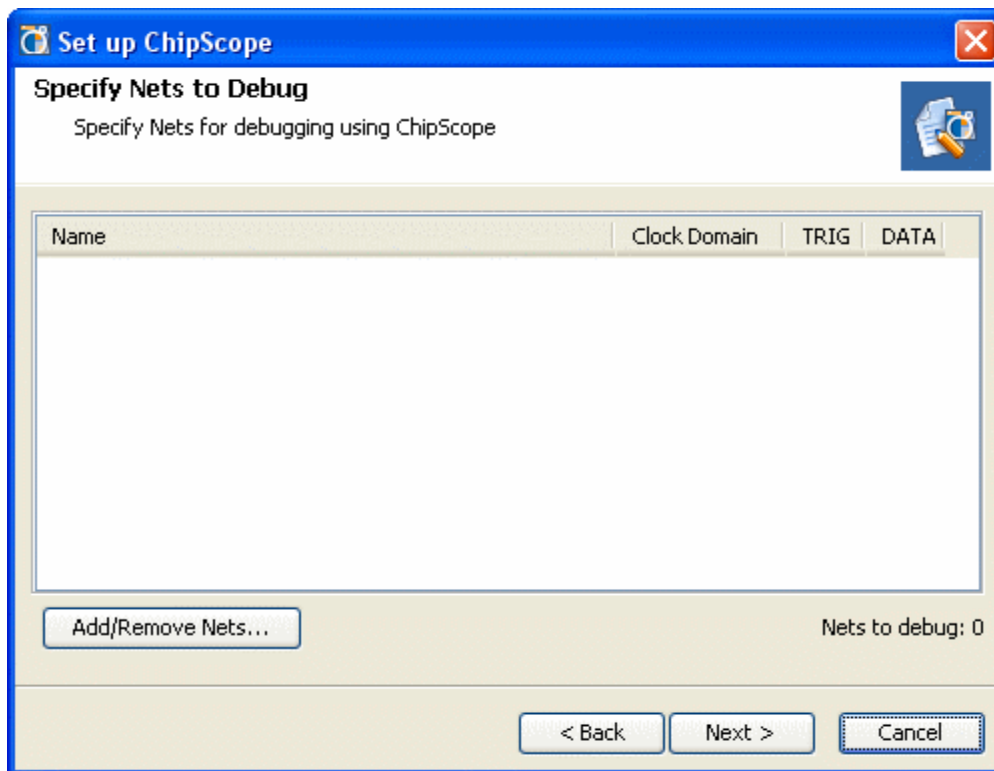 Set up ChipScope
Specify Nets to Debug
Specify Nets for debugging using ChipScope
Name Clock Domain TRIG DATA
Add/Remove Nets... Nets to debug: 0
< Back Next > Cancel